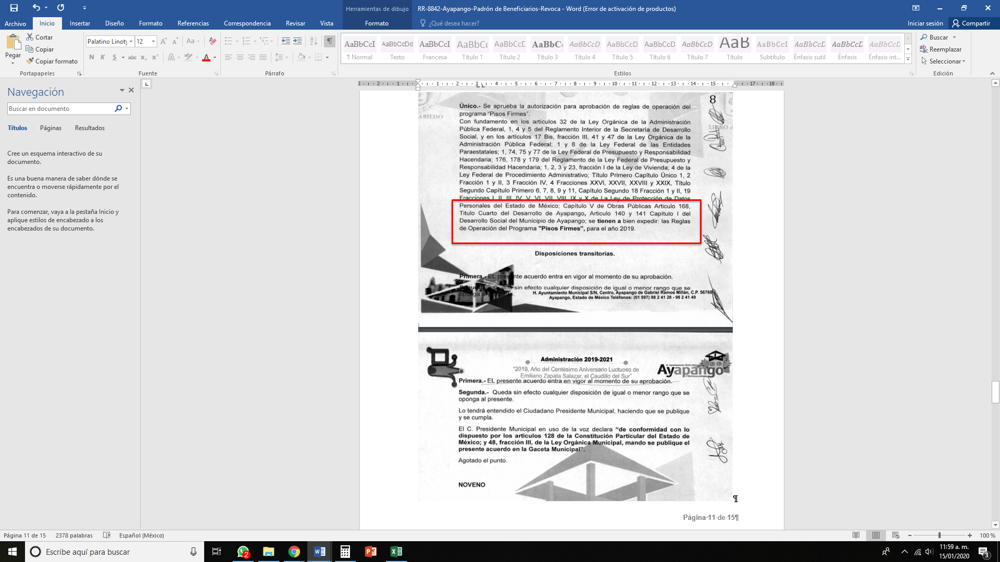 Herramientas de dibujo
RR-8842-Ayapango-Padrón de Beneficiarios-Revoca - Word (Error de activación de productos)
Archivo Inicio Insertar Diseño Formato Referencias Correspondencia Revisar Vista Formato ¿Qué desea hacer? Iniciar sesión Compartir
Pegar
Cortar
Copiar
Copiar formato
Portapapeles
Palatino Linoty 12
N K S abc
Fuente
Párrafo
AaBbCcI AaBbCcDd AaBbCcI AaBbCc AaBbCcD AaBbC AaBbCcD AaBbCcD AaBbCcD AaBbCcD AaB AaBbCcI AaBbCcD AaBbCcD AaBbCcD
¶ Normal Texto Francesa Título 1 Título 2 Título 3 Título 4 Título 5 Título 6 Título 7 Título Subtítulo Énfasis sutil Énfasis Énfasis int...
Estilos
Buscar
Reemplazar
Seleccionar
Edición
Navegación
Buscar en documento
Títulos Páginas Resultados
Cree un esquema interactivo de su
documento.
Es una buena manera de saber dónde se
encuentra o moverse rápidamente por el
contenido.
Para comenzar, vaya a la pestaña Inicio y
aplique estilos de encabezado a los
encabezados de su documento.
3 2 1 1 2 3 4 5 6 7 8 9 10 11 12 13 14 15 17 18
8
ABILDO
LIBRO
Único.- Se aprueba la autorización para aprobación de reglas de operación del
programa “Pisos Firmes”.
Con fundamento en los artículos 32 de la Ley Orgánica de la Administración
Pública Federal, 1, 4 y 5 del Reglamento Interior de la Secretaría de Desarrollo
Social, y en los artículos 17 Bis, fracción III, 41 y 47 de la Ley Orgánica de la
Administración Pública Federal; 1 y 8 de la Ley Federal de las Entidades
Paraestatales; 1, 74, 75 y 77 de la Ley Federal de Presupuesto y Responsabilidad
Hacendaria; 176, 178 y 179 del Reglamento de la Ley Federal de Presupuesto y
Responsabilidad Hacendaria; 1, 2, 3 y 23, fracción I de la Ley de Vivienda; 4 de la
Ley Federal de Procedimiento Administrativo; Título Primero Capítulo Único 1, 2
Fracción 1 y II, 3 Fracción IV, 4 Fracciones XXVI, XXVII, XXVIII y XXIX, Título
Segundo Capítulo Primero 6, 7, 8, 9 y 11, Capítulo Segundo 18 Fracción 1 y II, 19
Fracciones I, II, III, IV, V, VI, VII, VIII, IX y X de La Ley de Protección de Datos
Personales del Estado de México; Capítulo V de Obras Públicas Articulo 168,
Titulo Cuarto del Desarrollo de Ayapango, Articulo 140 y 141 Capítulo I del
Desarrollo Social del Municipio de Ayapango; se tienen a bien expedir: las Reglas
de Operación del Programa "Pisos Firmes", para el año 2019.
Disposiciones transitorias.
Primera.- EL presente acuerdo entra en vigor al momento de su aprobación.
Segunda.- Queda sin efecto cualquier disposición de igual o menor rango que se
oponga al presente.
H. Ayuntamiento Municipal S/N, Centro, Ayapango de Gabriel Ramos Millán, C.P. 56760
Ayapango, Estado de México Teléfonos: (01 597) 98 2 41 28 - 98 2 41 49
Administración 2019-2021
“2019, Año del Centésimo Aniversario Luctuoso de
Emiliano Zapata Salazar, el Caudillo del Sur”
Ayapango
Primera.- EL presente acuerdo entra en vigor al momento de su aprobación.
Segunda.- Queda sin efecto cualquier disposición de igual o menor rango que se
oponga al presente.
Lo tendrá entendido el Ciudadano Presidente Municipal, haciendo que se publique
y se cumpla.
El C. Presidente Municipal en uso de la voz declara “de conformidad con lo
dispuesto por los artículos 128 de la Constitución Particular del Estado de
México; y 48, fracción III, de la Ley Orgánica Municipal, mando se publique el
presente acuerdo en la Gaceta Municipal”.
Agotado el punto.
NOVENO
¶
Página·11·de·15¶
Página 11 de 15 2378 palabras Español (México) 100 %
Escribe aquí para buscar
2
11:59 a. m.
15/01/2020
3